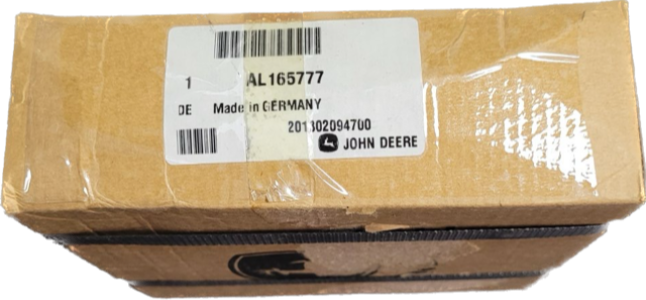 1 AL165777
DE Made in GERMANY
201302094700
JOHN DEERE